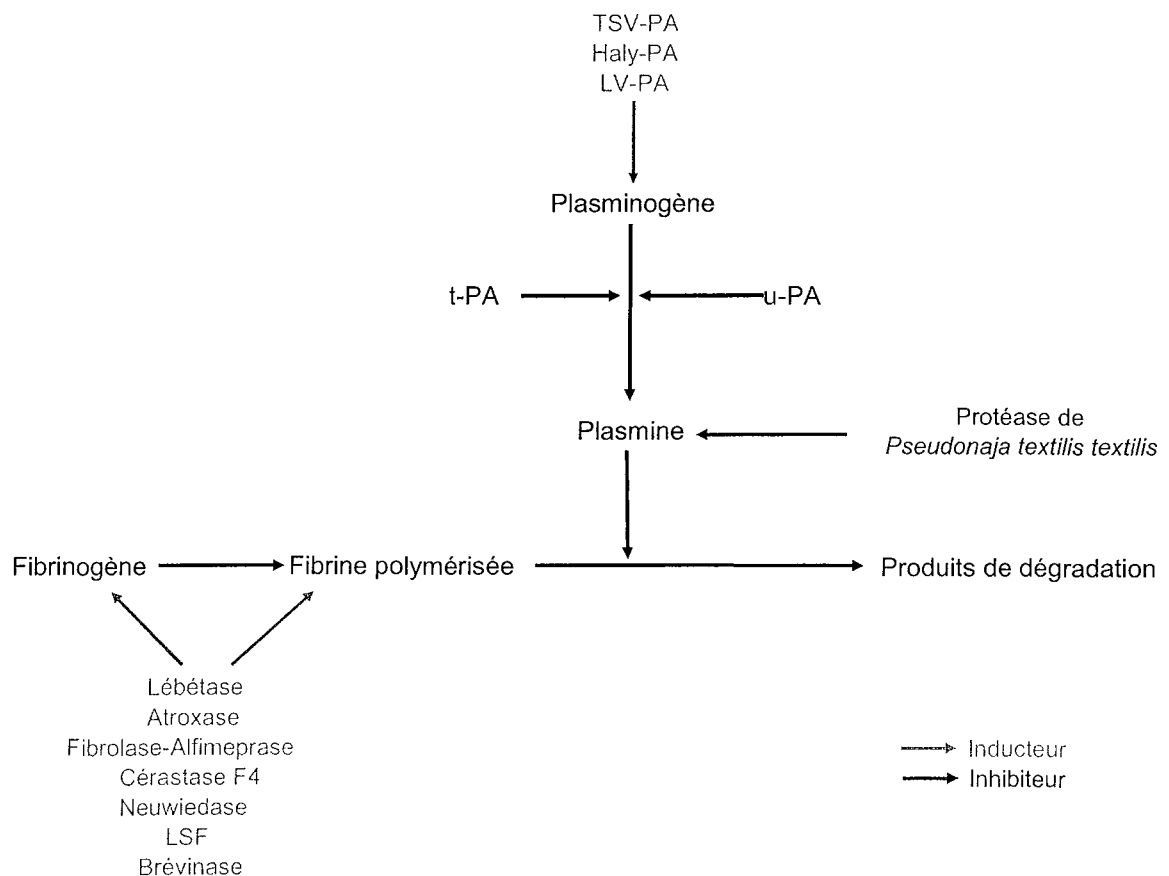 TSV-PA
Haly-PA
LV-PA
Plasminogène
t-PA
u-PA
Plasmine
Protéase de
Pseudonaja textilis textilis
Fibrinogène
Fibrine polymérisée
Produits de dégradation
Lébétase
Atroxase
Fibrolase-Alfimeprase
Cérastase F4
Neuwiedase
LSF
Brévinase
Inducteur
Inhibiteur